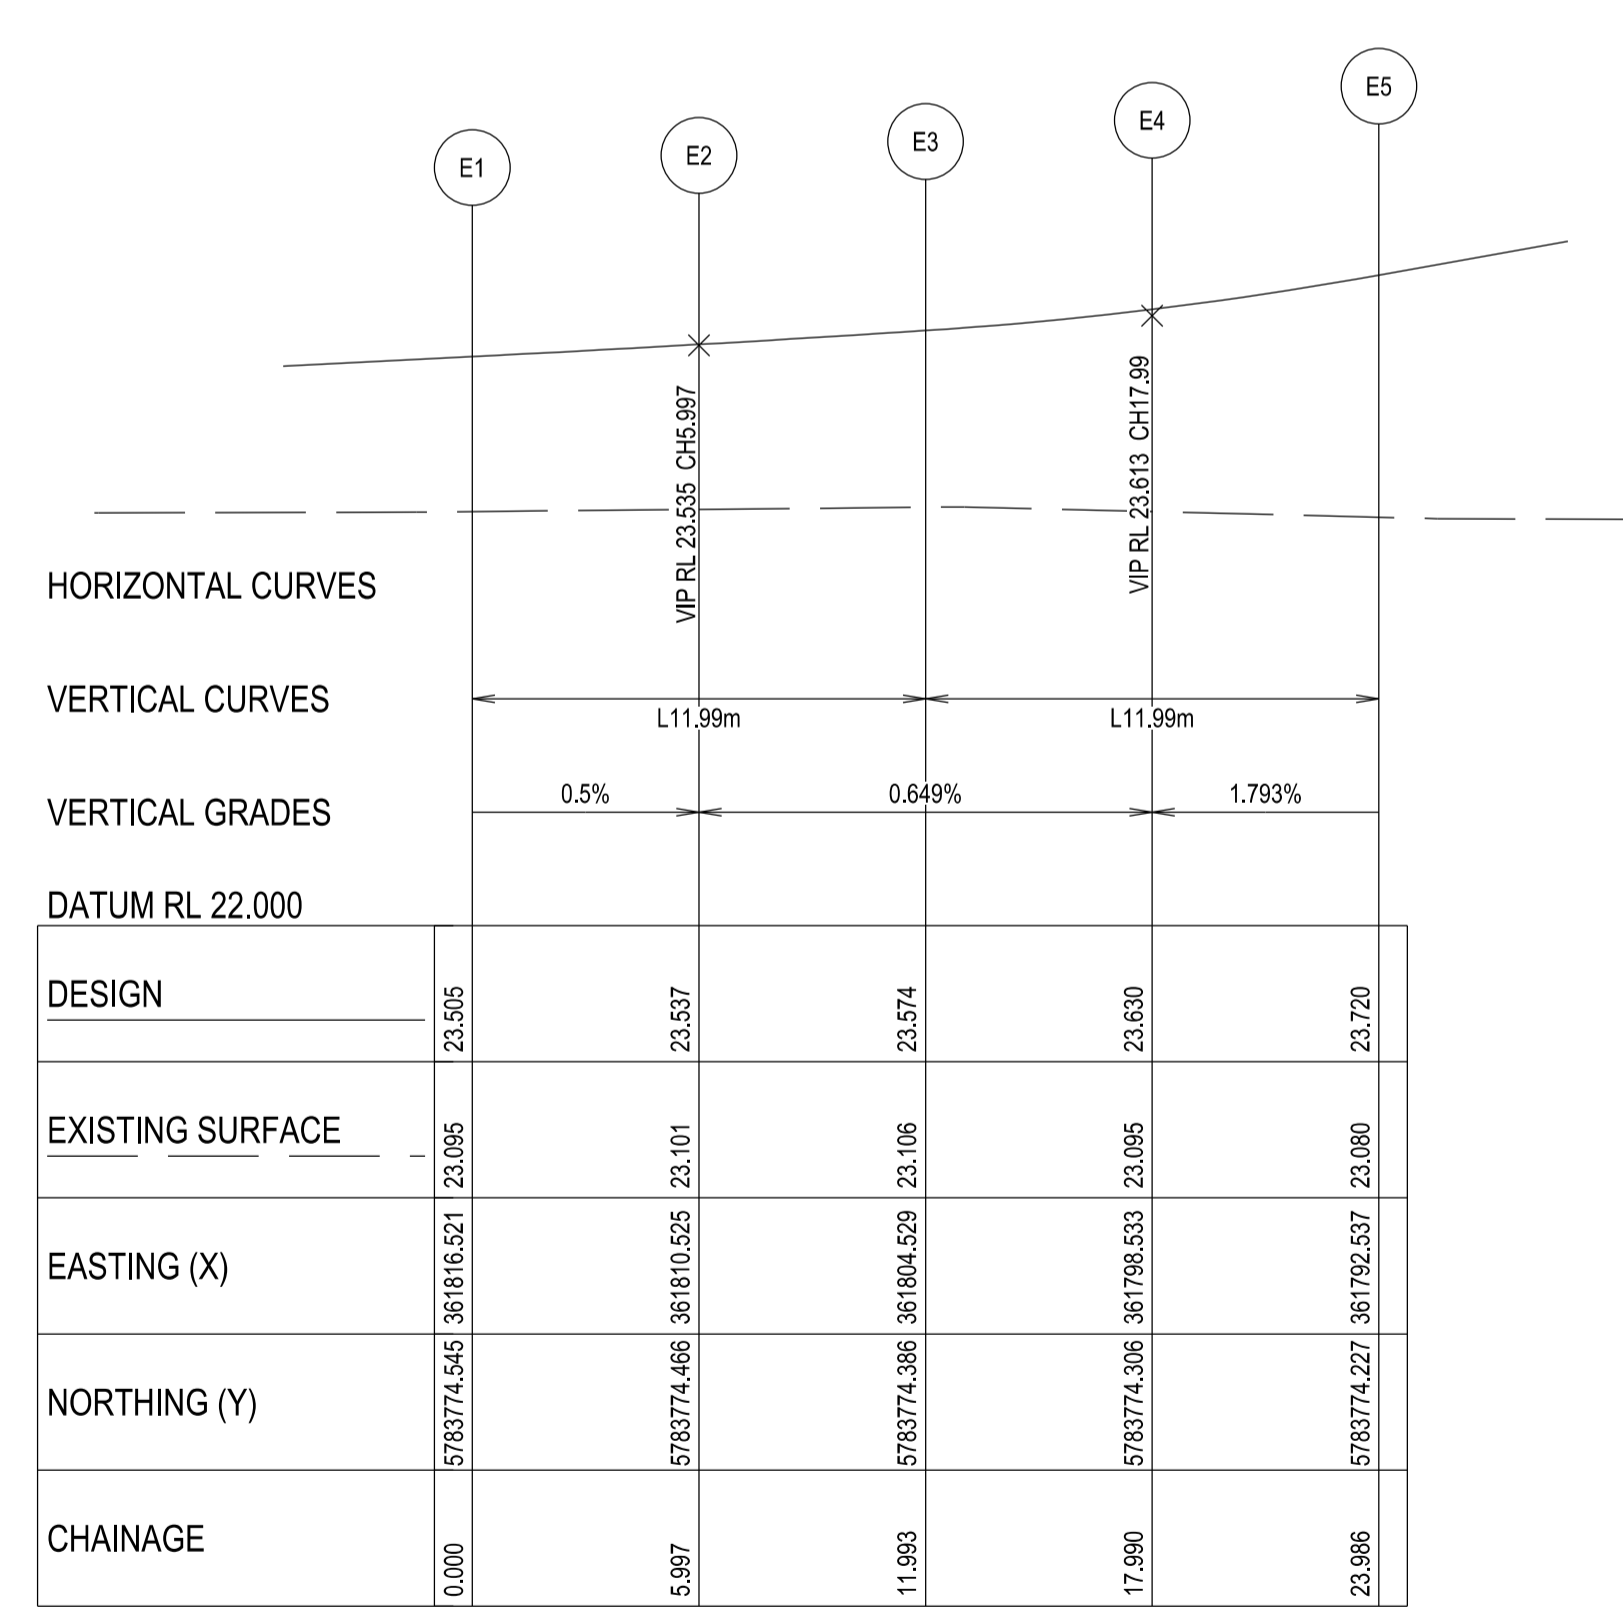 E1 E2 E3 E4 E5
VIP RL 23.535 CH5.997
VIP RL 23.613 CH17.99
HORIZONTAL CURVES
VERTICAL CURVES
L11.99m L11.99m
VERTICAL GRADES 0.5% 0.649% 1.793%
DATUM RL 22.000
DESIGN 23.505 23.537 23.574 23.630 23.720
EXISTING SURFACE 23.095 23.101 23.106 23.095 23.080
EASTING (X) 361816.521 361810.525 361804.529 361798.533 361792.537
NORTHING (Y) 5783774.545 5783774.466 5783774.386 5783774.306 5783774.227
CHAINAGE 0.000 5.997 11.993 17.990 23.986